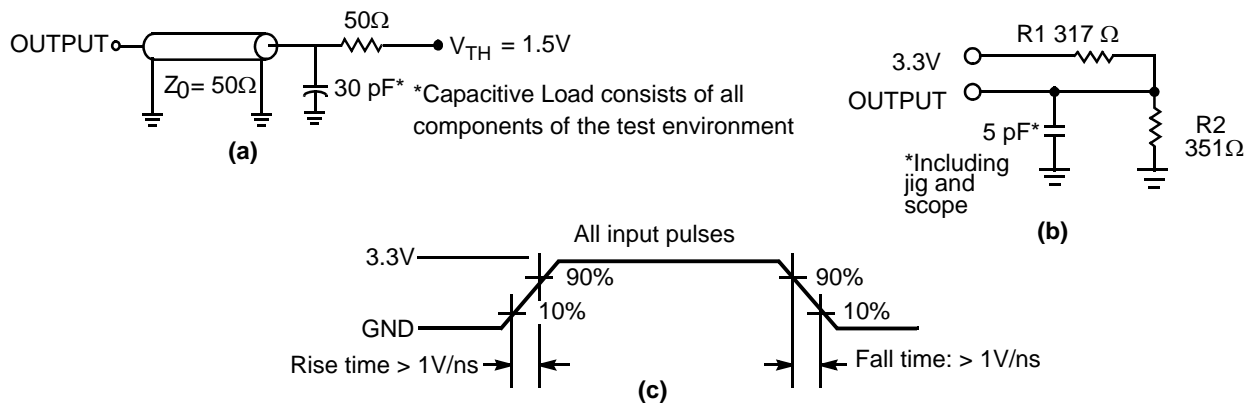 50Ω
OUTPUT
V_TH = 1.5V
Z0= 50Ω
30 pF*
*Capacitive Load consists of all
components of the test environment
(a)
R1 317 Ω
3.3V
OUTPUT
5 pF*
R2
351Ω
*Including
jig and
scope
(b)
All input pulses
3.3V
90%
90%
10%
10%
GND
Rise time > 1V/ns
Fall time: > 1V/ns
(c)